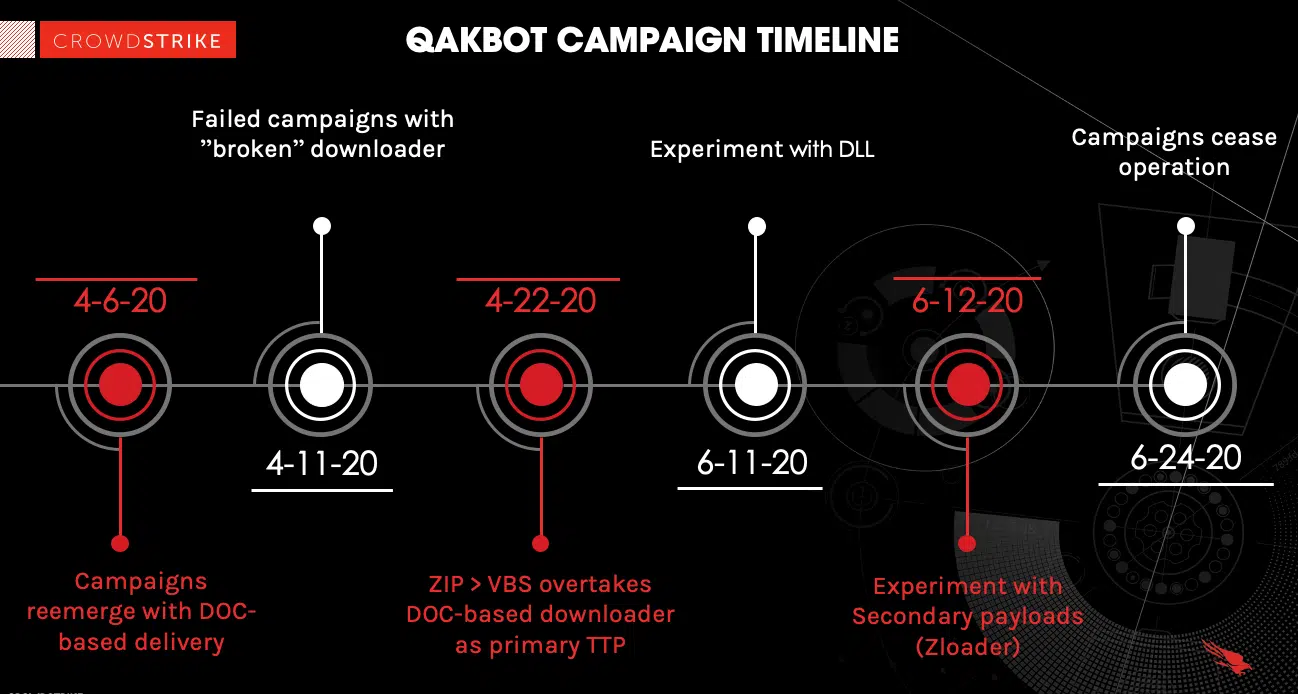 CROWDSTRIKE
QAKBOT CAMPAIGN TIMELINE
4-6-20
Campaigns
reemerge with DOC-
based delivery
Failed campaigns with
”broken” downloader
4-11-20
4-22-20
ZIP > VBS overtakes
DOC-based downloader
as primary TTP
Experiment with DLL
6-11-20
6-12-20
Experiment with
Secondary payloads
(Zloader)
Campaigns cease
operation
6-24-20